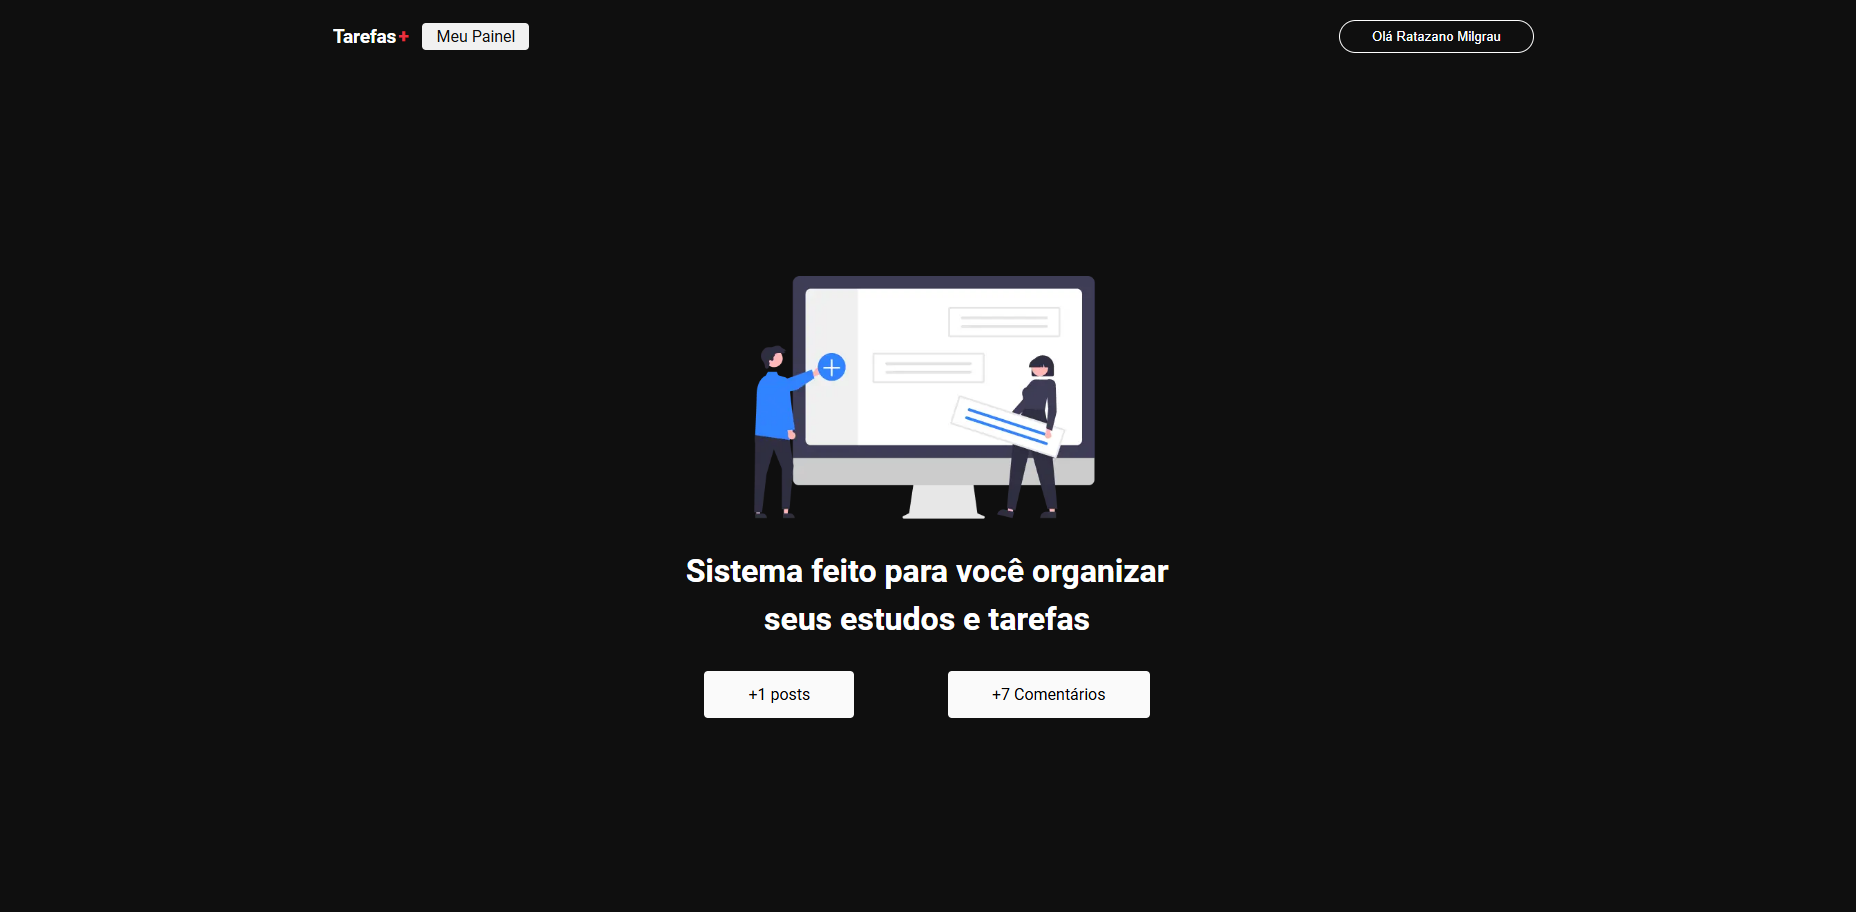 Tarefas+ Meu Painel Olá Ratazano Milgrau
Sistema feito para você organizar
seus estudos e tarefas
+1 posts +7 Comentários